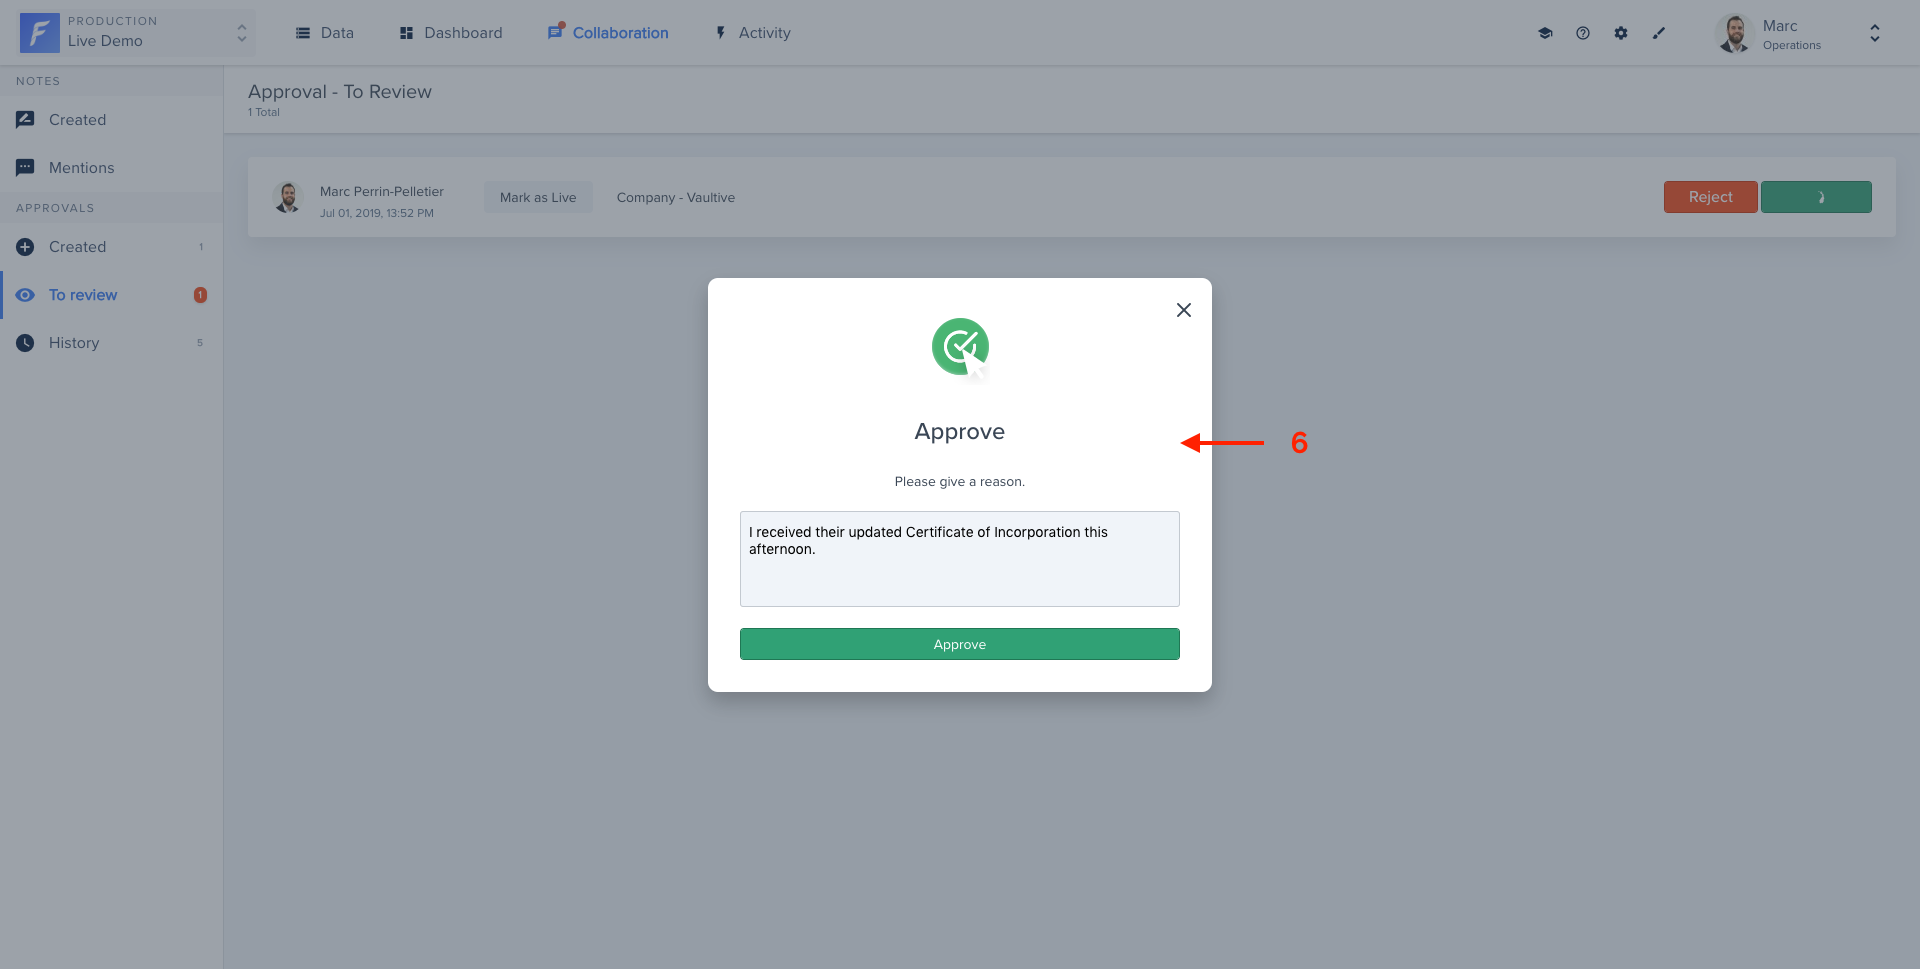 PRODUCTION
Live Demo
Data
Dashboard
Collaboration
Activity
Marc
Operations
NOTES
Created
Mentions
APPROVALS
Created 1
To review 1
History 5
Approval - To Review
1 Total
Marc Perrin-Pelletier
Jul 01, 2019, 13:52 PM
Mark as Live
Company - Vaultive
Reject
Approve
6
Please give a reason.
I received their updated Certificate of Incorporation this
afternoon.
Approve